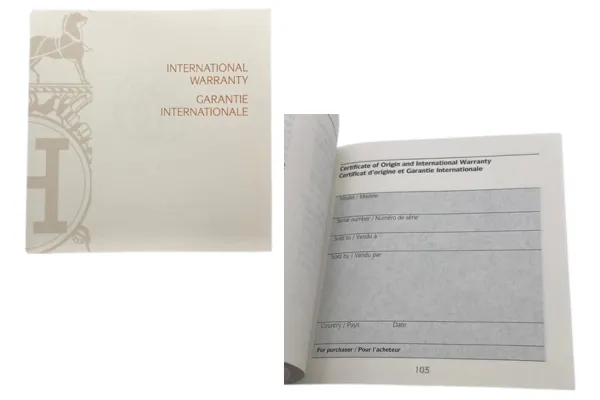 INTERNATIONAL
WARRANTY
GARANTIE
INTERNATIONALE
H
Certificate of Origin and International Warranty
Certificat d'origine et Garantie Internationale
Model / Modèle
Serial number / Numéro de série
Sold to / Vendu à
Sold by / Vendu par
Country / Pays Date
For purchaser / Pour l'acheteur
105